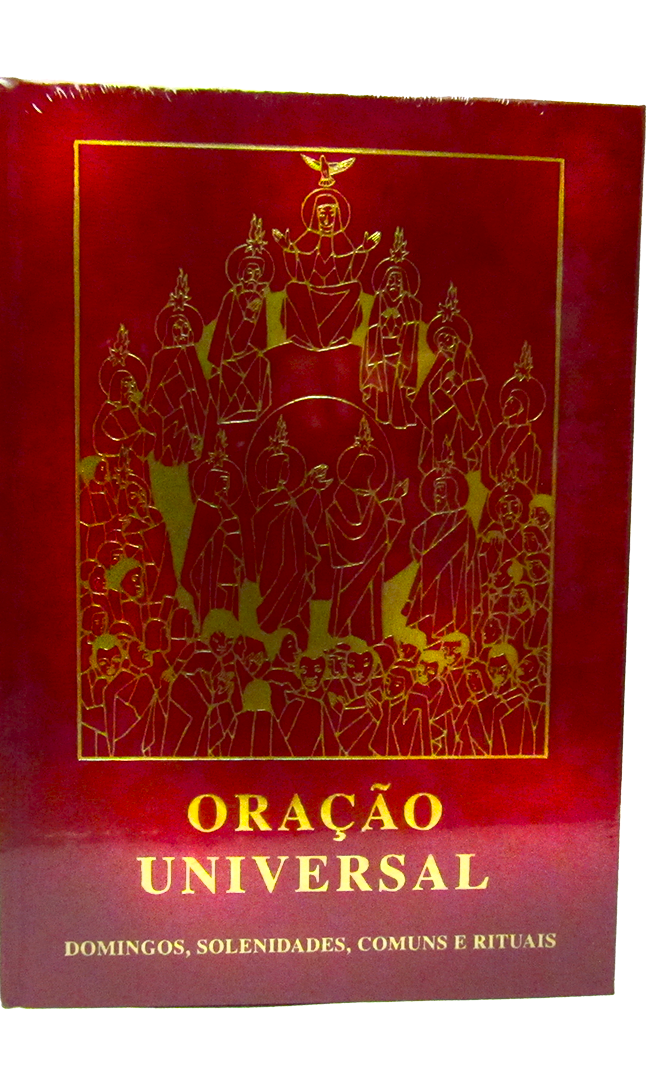 ORAÇÃO
UNIVERSAL
DOMINGOS, SOLENIDADES, COMUNS E RITUAIS